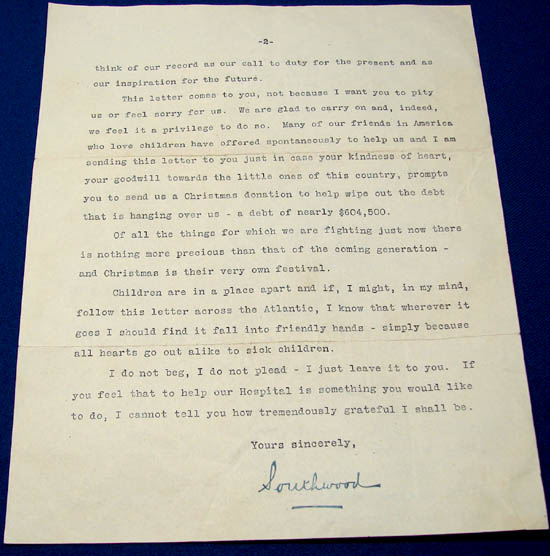 -2-
think of our record as our call to duty for the present and as
our inspiration for the future.
This letter comes to you, not because I want you to pity
us or feel sorry for us. We are glad to carry on and, indeed,
we feel it a privilege to do so. Many of our friends in America
who love children have offered spontaneously to help us and I am
sending this letter to you just in case your kindness of heart,
your goodwill towards the little ones of this country, prompts
you to send us a Christmas donation to help wipe out the debt
that is hanging over us - a debt of nearly $604,500.
Of all the things for which we are fighting just now there
is nothing more precious than that of the coming generation -
and Christmas is their very own festival.
Children are in a place apart and if, I might, in my mind,
follow this letter across the Atlantic, I know that wherever it
goes I should find it fall into friendly hands - simply because
all hearts go out alike to sick children.
I do not beg, I do not plead - I just leave it to you. If
you feel that to help our Hospital is something you would like
to do, I cannot tell you how tremendously grateful I shall be.
Yours sincerely,
Southwood